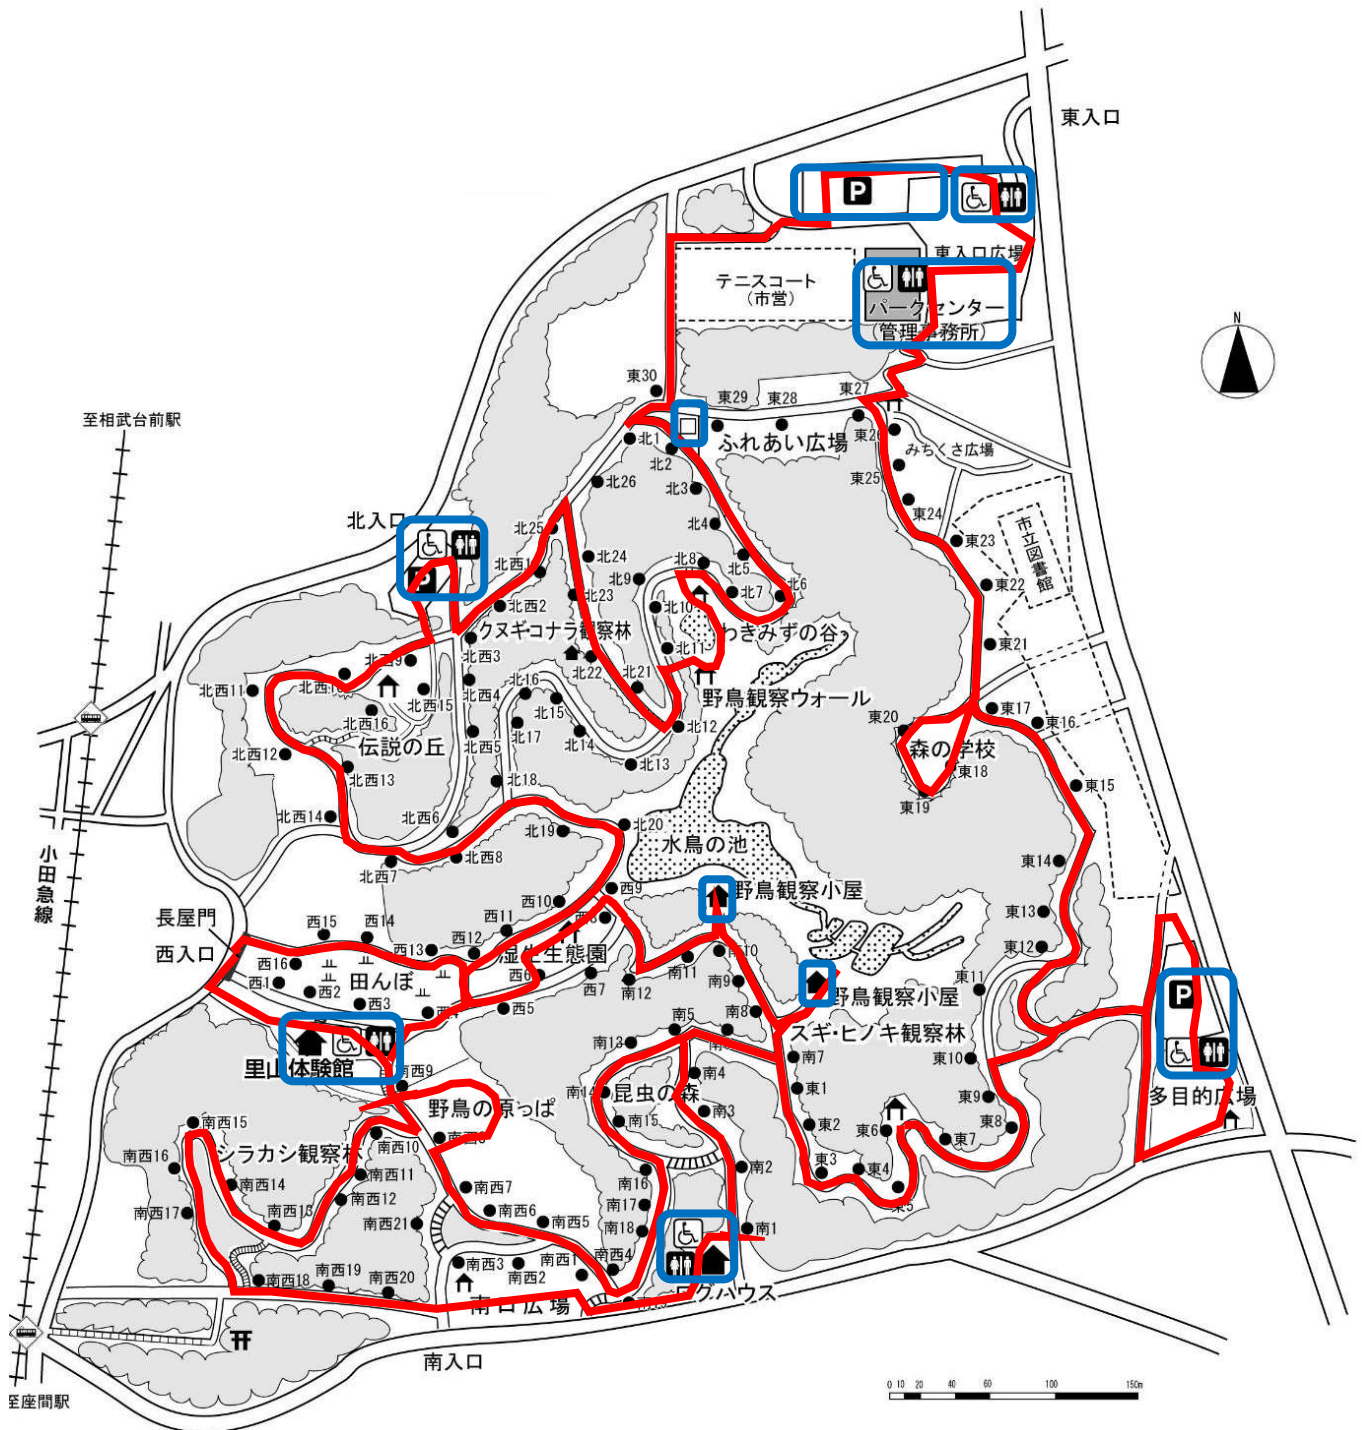 東入口
P
東入口広場
テニスコート
（市営）
パークセンター
（管理事務所）
N
東30
東29
東28
東27
至相武台前駅
ふれあい広場
北1
北2
東26
みちくさ広場
東25
北26
北3
東24
北入口
北25
北4
東23
市立図書館
北24
北5
北西1
北8
P
北9
北7
北6
東22
北23
北西2
北10
クヌギ・コナラ観察林
わきみずの谷
北西3
北11
東21
北22
北西9
北21
野鳥観察ウォール
北西10
北西4
北西11
北西15
北16
北15
東17
東16
北西16
北17
北14
北12
東20
伝説の丘
北西5
森の学校
北西12
北西13
北13
東18
北18
東15
東19
北西14
北西6
北19
北20
水鳥の池
小田急線
北西7
北西8
東14
西9
野鳥観察小屋
西10
長屋門
西15
西14
西11
西8
東13
西入口
西13
西12
湿生生態園
東12
西16
南10
南11
西1
西2
田んぼ
西6
西7
南12
南9
野鳥観察小屋
東11
P
西3
西4
西5
南8
スギ・ヒノキ観察林
南5
里山体験館
南13
南7
東10
南西9
南4
南14
昆虫の森
東1
東9
多目的広場
野鳥の原っぱ
南3
南15
東2
東8
南西15
南西10
東6
東7
シラカシ観察林
南西16
南西11
南2
東3
東4
南16
南西14
南西12
南西7
東5
南17
南西17
南西13
南西21
南西6
南西5
南18
南1
南西4
南西3
南西1
南西18
南西19
南西2
南西20
南口広場
ログハウス
南入口
至座間駅
0 10 20 40 60 100 150m